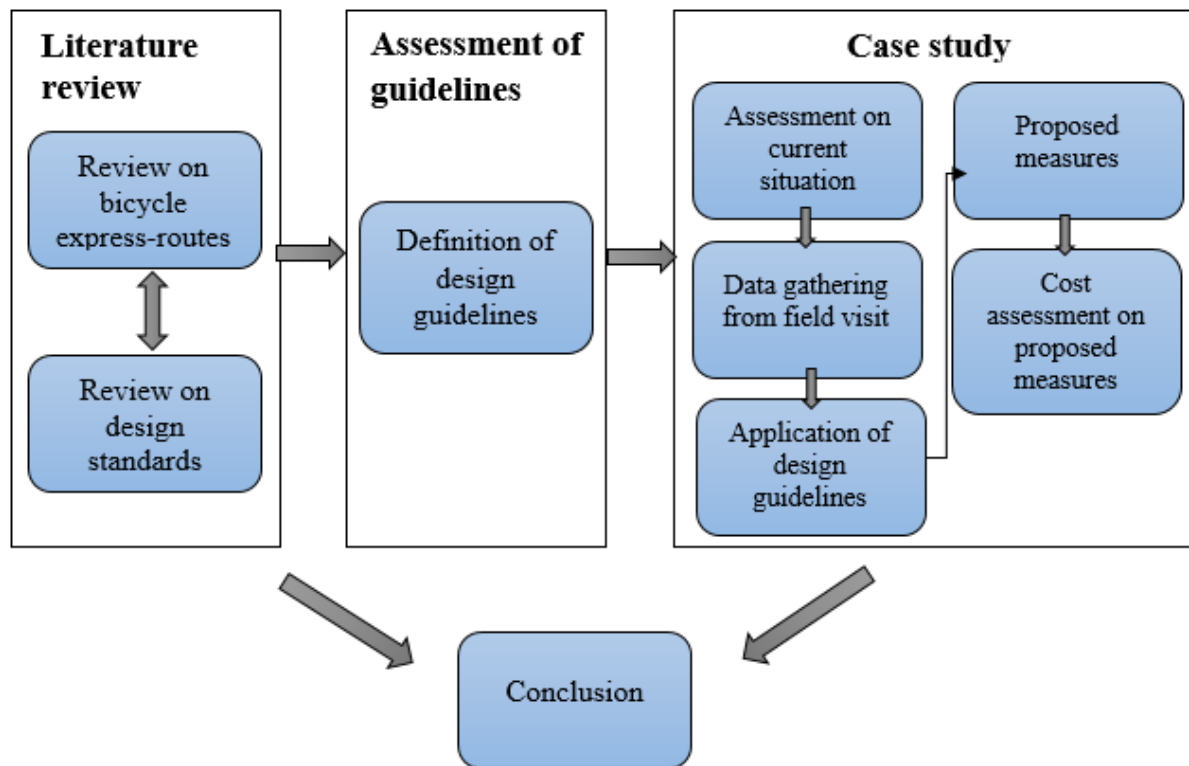 Literature
review
Review on
bicycle
express-routes
Review on
design
standards
Assessment of
guidelines
Definition of
design
guidelines
Case study
Assessment on
current
situation
Data gathering
from field visit
Application of
design
guidelines
Proposed
measures
Cost
assessment on
proposed
measures
Conclusion